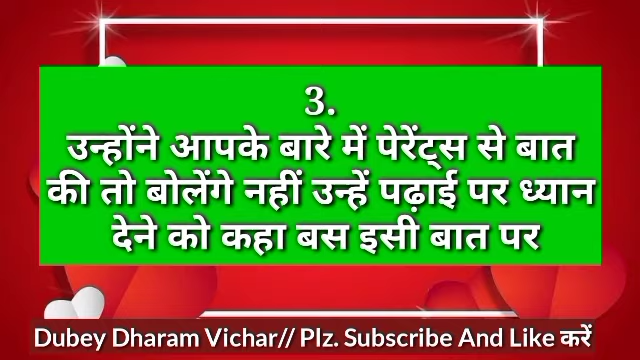 3.
उन्होंने आपके बारे में पेरेंट्स से बात
की तो बोलेंगे नहीं उन्हें पढ़ाई पर ध्यान
देने को कहा बस इसी बात पर
Dubey Dharam Vichar// Plz. Subscribe And Like करें